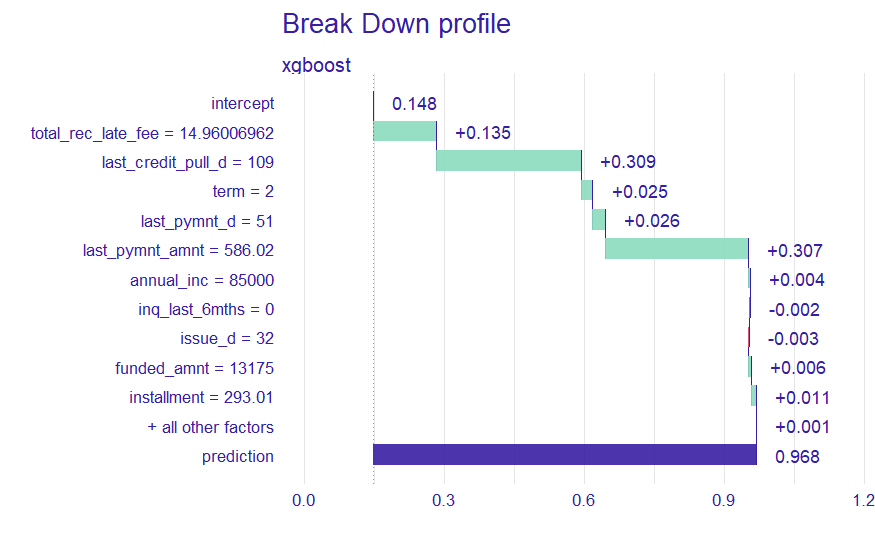 Break Down profile
xgboost
intercept 0.148
total_rec_late_fee = 14.96006962 +0.135
last_credit_pull_d = 109 +0.309
term = 2 +0.025
last_pymnt_d = 51 +0.026
last_pymnt_amnt = 586.02 +0.307
annual_inc = 85000 +0.004
inq_last_6mths = 0 -0.002
issue_d = 32 -0.003
funded_amnt = 13175 +0.006
installment = 293.01 +0.011
+ all other factors +0.001
prediction 0.968
0.0 0.3 0.6 0.9 1.2